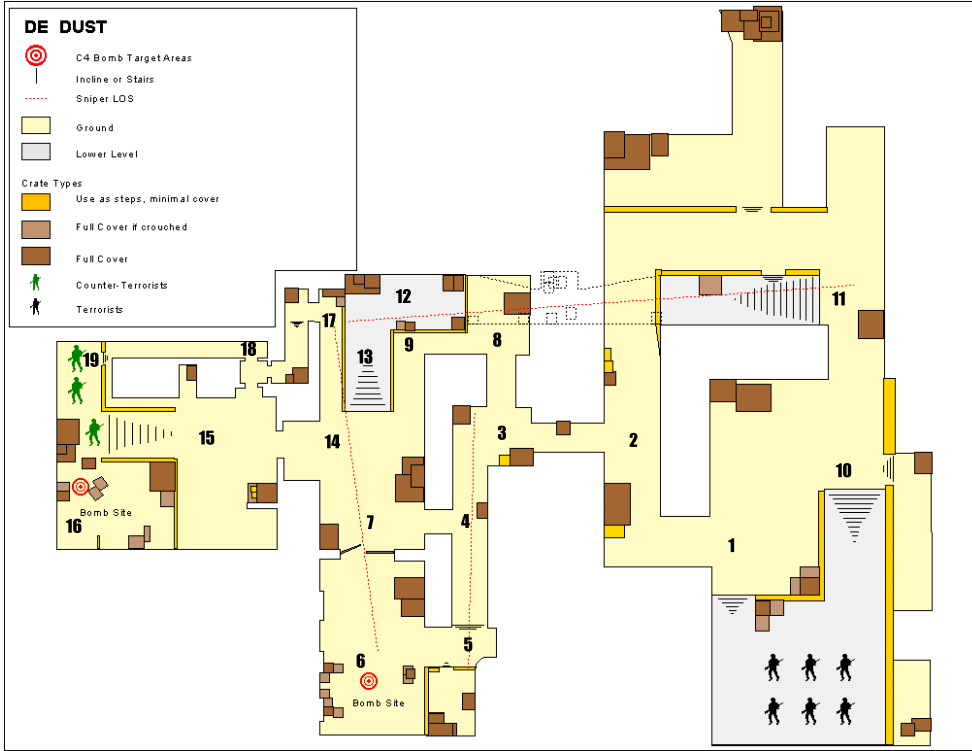 DE DUST
C4 Bomb Target Areas
Incline or Stairs
Sniper LOS
Ground
Lower Level
Crate Types
Use as steps, minimal cover
Full Cover if crouched
Full Cover
Counter-Terrorists
Terrorists
12
11
17
9
8
13
19
18
15
14
3
2
10
16
Bomb Site
7
4
1
6
5
Bomb Site